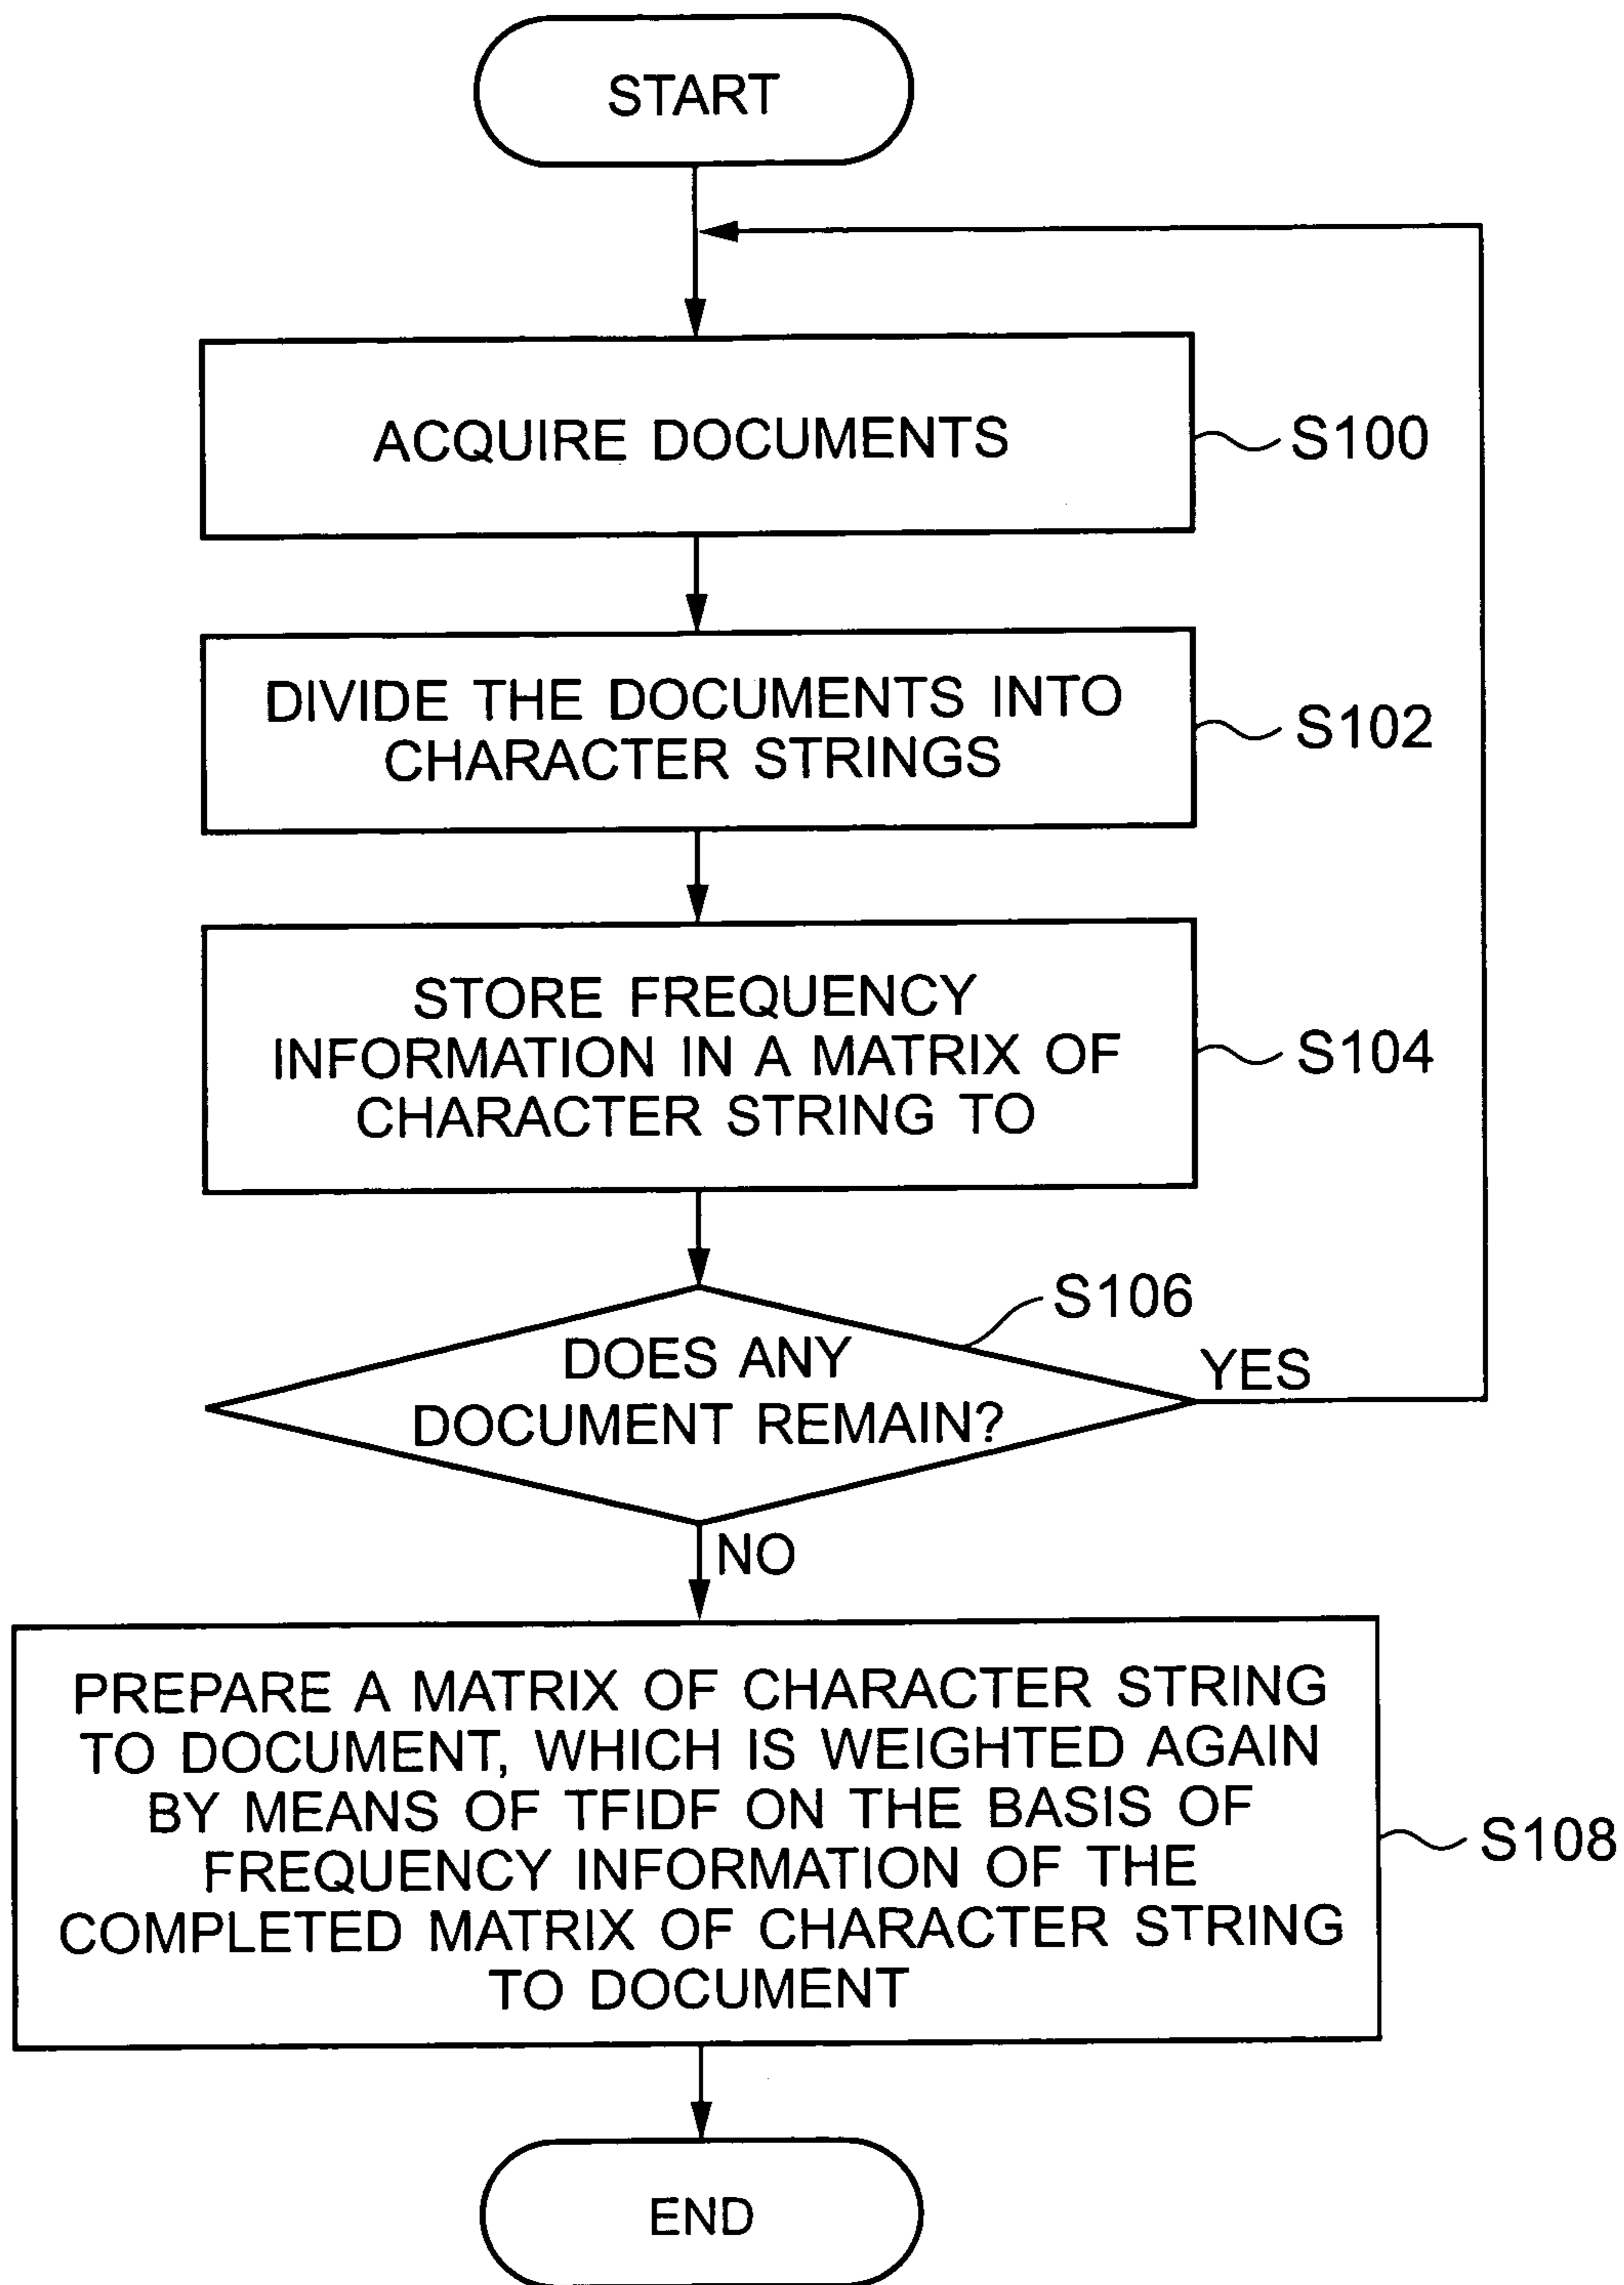 START
ACQUIRE DOCUMENTS
S100
DIVIDE THE DOCUMENTS INTO
CHARACTER STRINGS
S102
STORE FREQUENCY
INFORMATION IN A MATRIX OF
CHARACTER STRING TO
S104
S106
DOES ANY
DOCUMENT REMAIN?
YES
NO
PREPARE A MATRIX OF CHARACTER STRING
TO DOCUMENT, WHICH IS WEIGHTED AGAIN
BY MEANS OF TFIDF ON THE BASIS OF
FREQUENCY INFORMATION OF THE
COMPLETED MATRIX OF CHARACTER STRING
TO DOCUMENT
S108
END